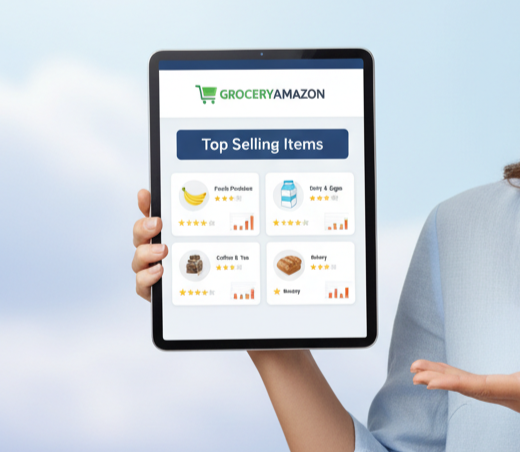 GROCERYAMAZON
Top Selling Items
Dairy & Eggs
Coffee & Tea
Bakery